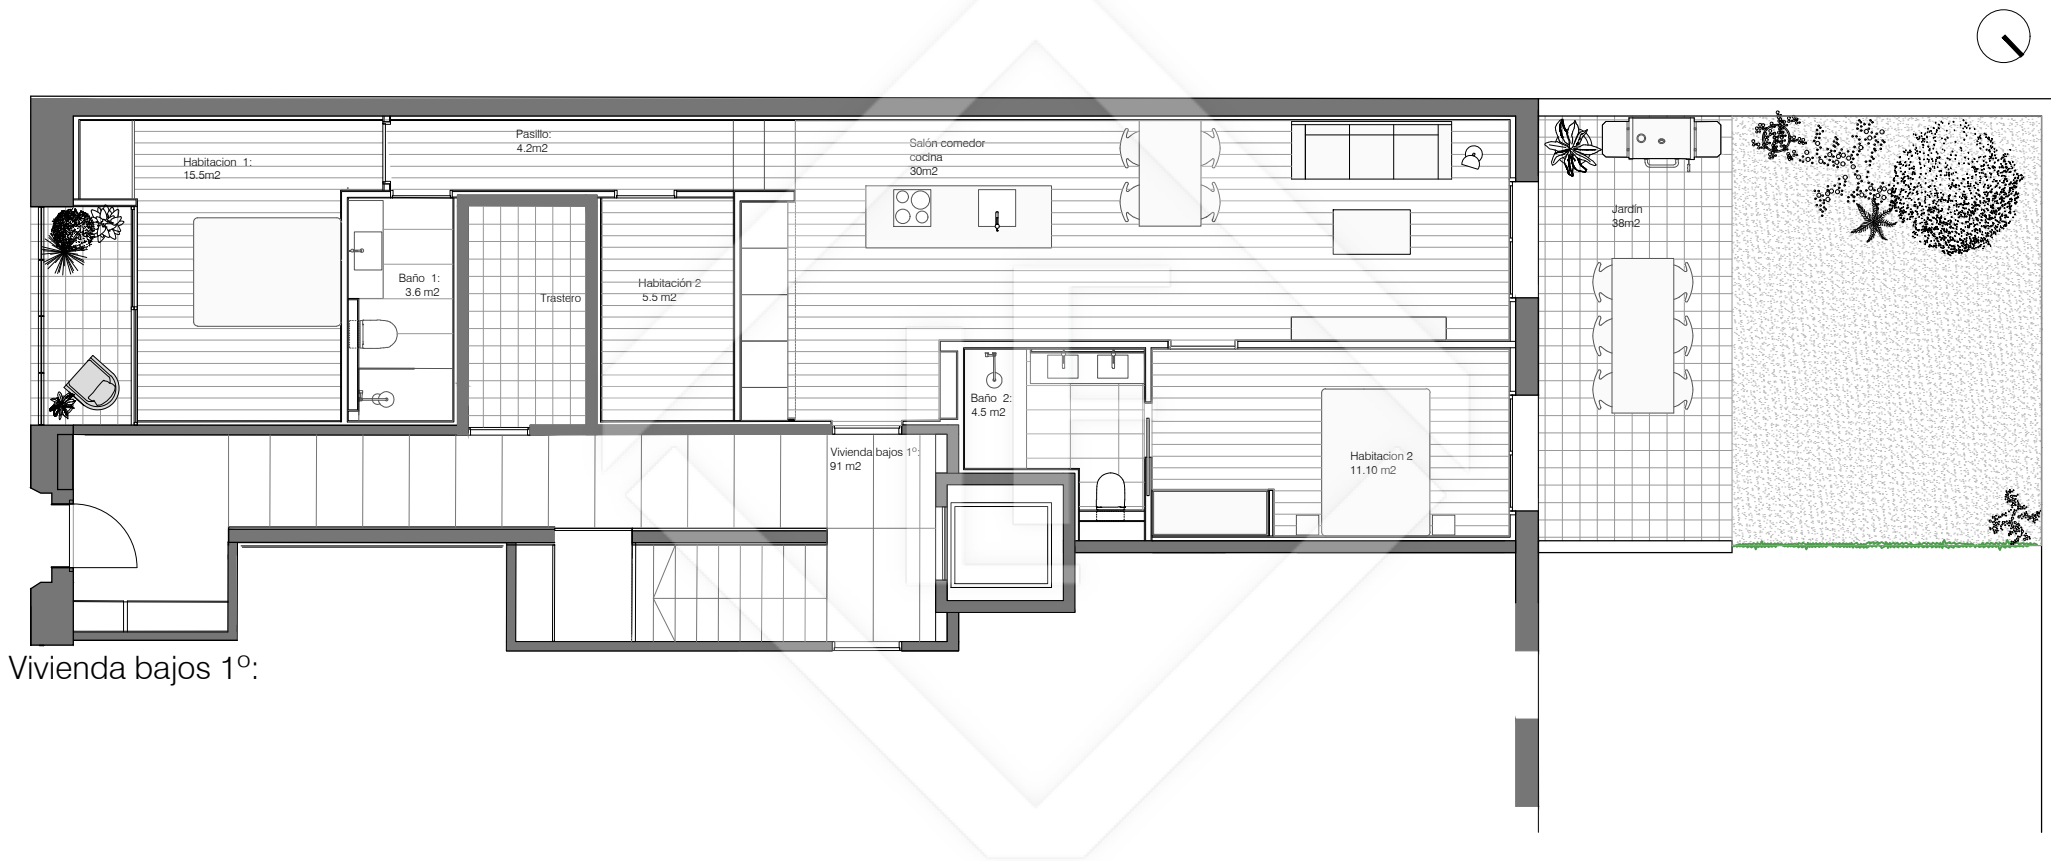 Habitacion 1:
15.5m2
Pasillo:
4.2m2
Salón comedor
cocina
30m2
Jardín
38m2
Baño 1:
3.6 m2
Trastero
Habitación 2
5.5 m2
Baño 2:
4.5 m2
Vivienda bajos 1º:
91 m2
Habitacion 2
11.10 m2
Vivienda bajos 1º: